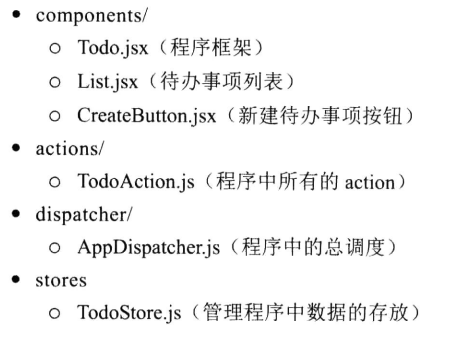 • components/
○ Todo.jsx（程序框架）
○ List.jsx（待办事项列表）
○ CreateButton.jsx（新建待办事项按钮）
• actions/
○ TodoAction.js（程序中所有的 action）
• dispatcher/
○ AppDispatcher.js（程序中的总调度）
• stores
○ TodoStore.js（管理程序中数据的存放）